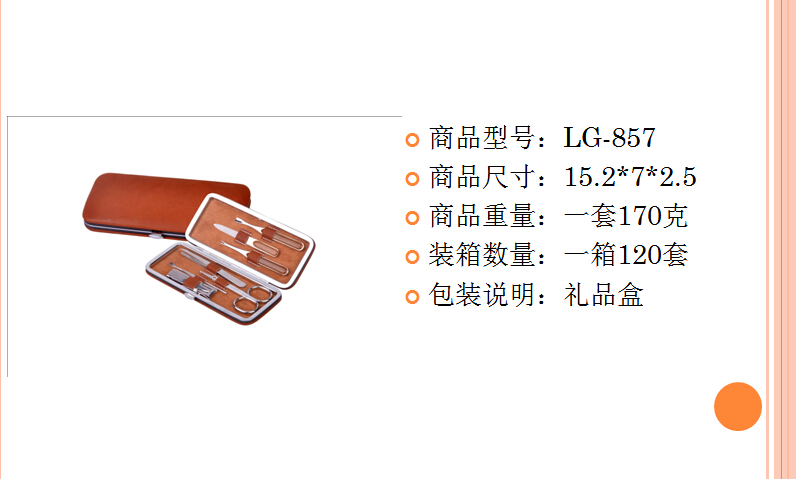 商品型号：LG-857
商品尺寸：15.2*7*2.5
商品重量：一套170克
装箱数量：一箱120套
包装说明：礼品盒